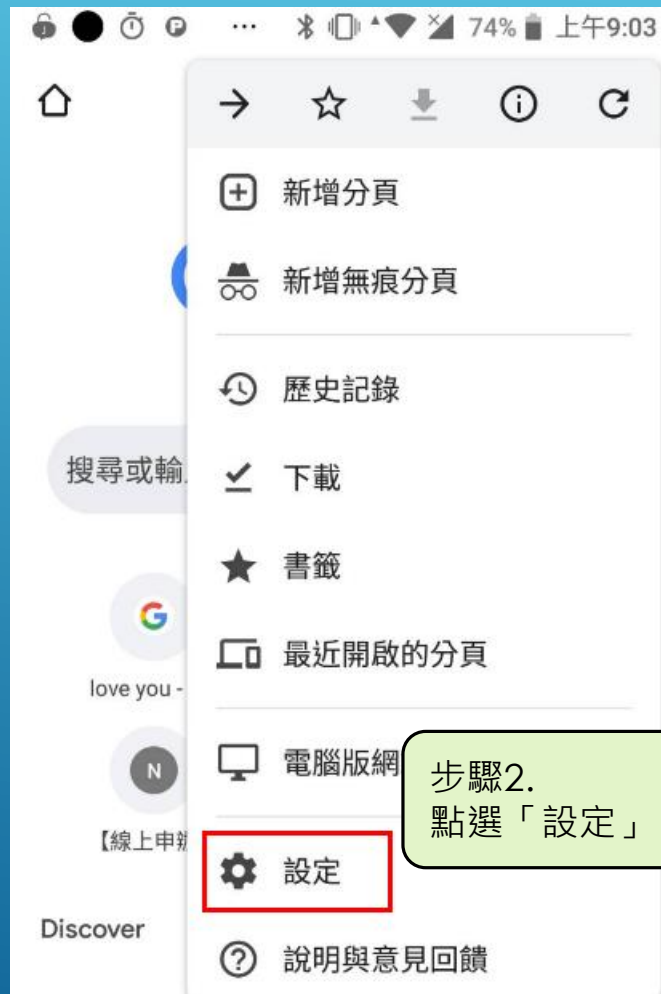 74% 上午9:03
新增分頁
新增無痕分頁
歷史記錄
下載
搜尋或輸
書籤
G
最近開啟的分頁
love you -
N
電腦版網
步驟2.
點選「設定」
【線上申
設定
Discover
說明與意見回饋